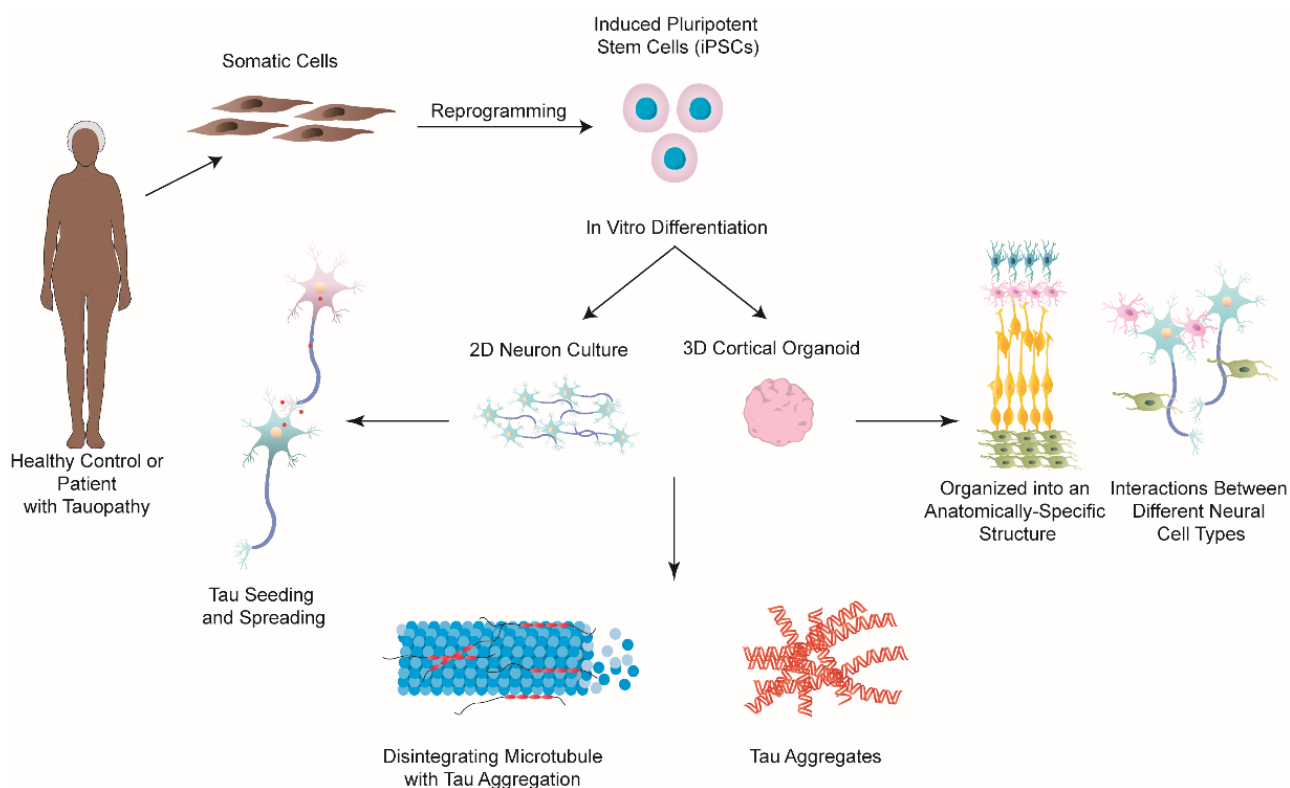 Induced Pluripotent
Stem Cells (iPSCs)
Somatic Cells
Reprogramming
In Vitro Differentiation
2D Neuron Culture
3D Cortical Organoid
Healthy Control or
Patient
with Tauopathy
Organized into an
Anatomically-Specific
Structure
Interactions Between
Different Neural
Cell Types
Tau Seeding
and Spreading
Disintegrating Microtubule
with Tau Aggregation
Tau Aggregates